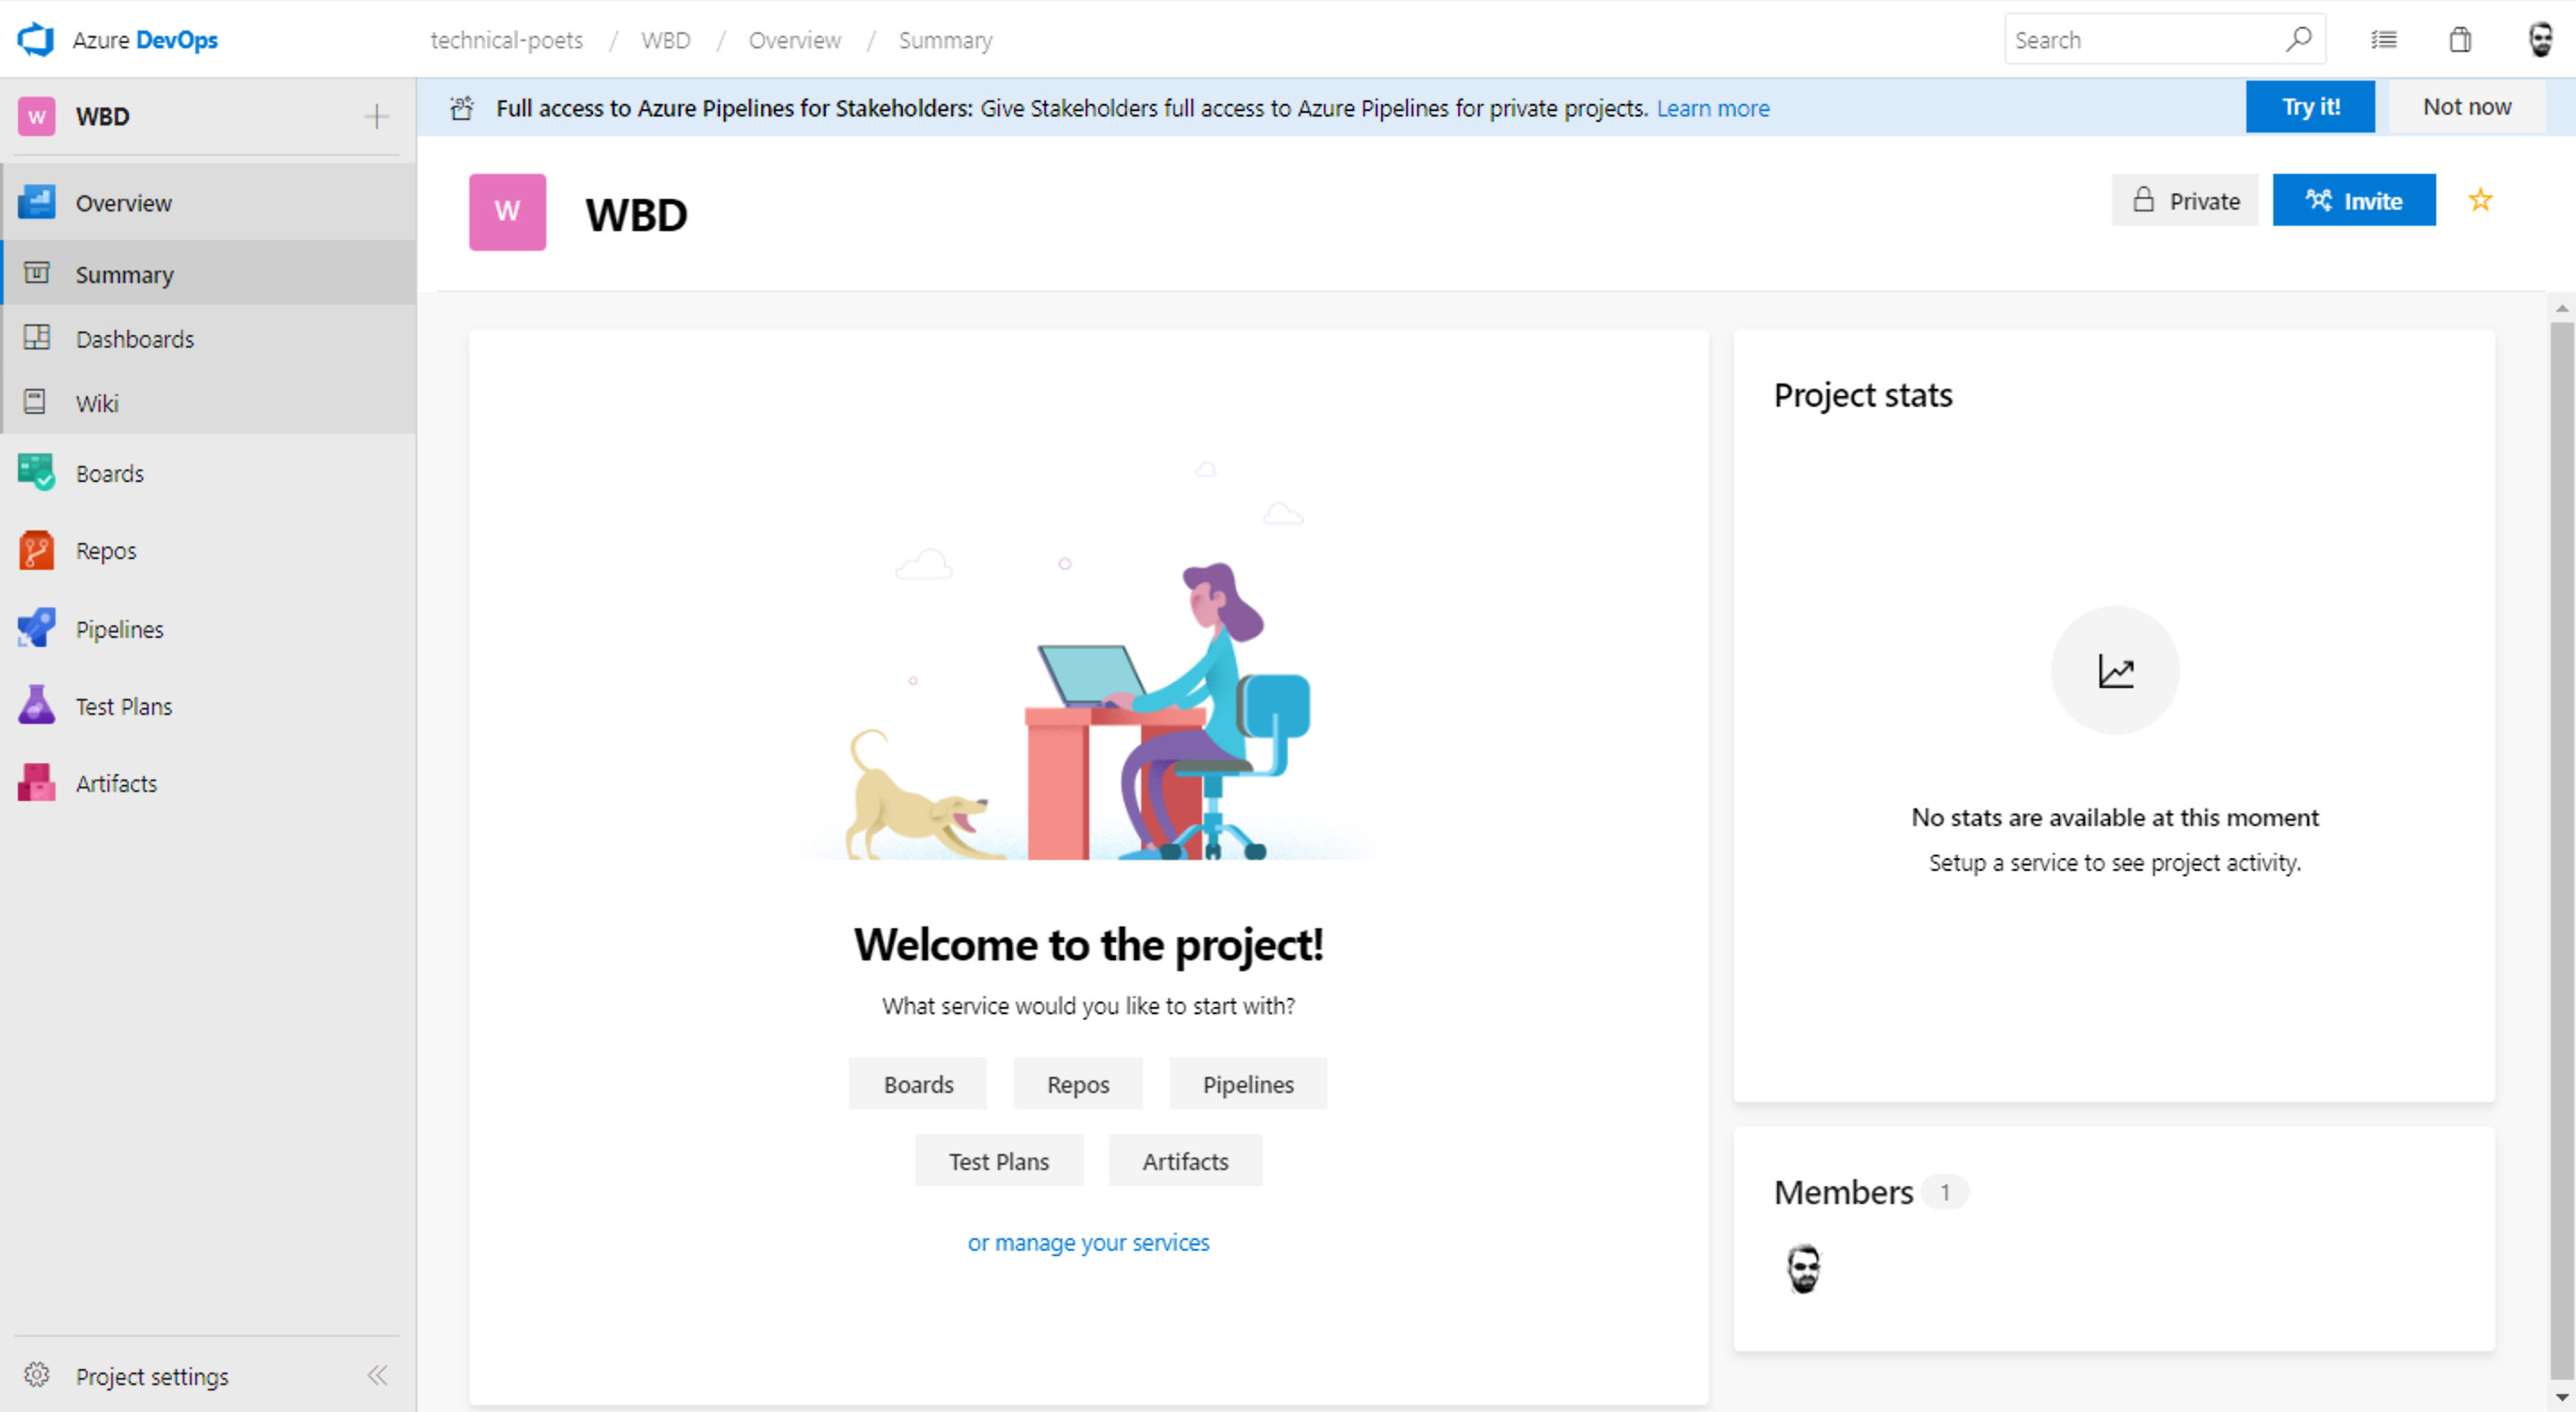 Azure DevOps
technical-poets / WBD / Overview / Summary
Search
W WBD
Full access to Azure Pipelines for Stakeholders: Give Stakeholders full access to Azure Pipelines for private projects. Learn more
Try it!
Not now
Overview
Summary
Dashboards
Wiki
Boards
Repos
Pipelines
Test Plans
Artifacts
Project settings
W WBD
Private
Invite
Welcome to the project!
What service would you like to start with?
Boards Repos Pipelines
Test Plans Artifacts
or manage your services
Project stats
No stats are available at this moment
Setup a service to see project activity.
Members 1